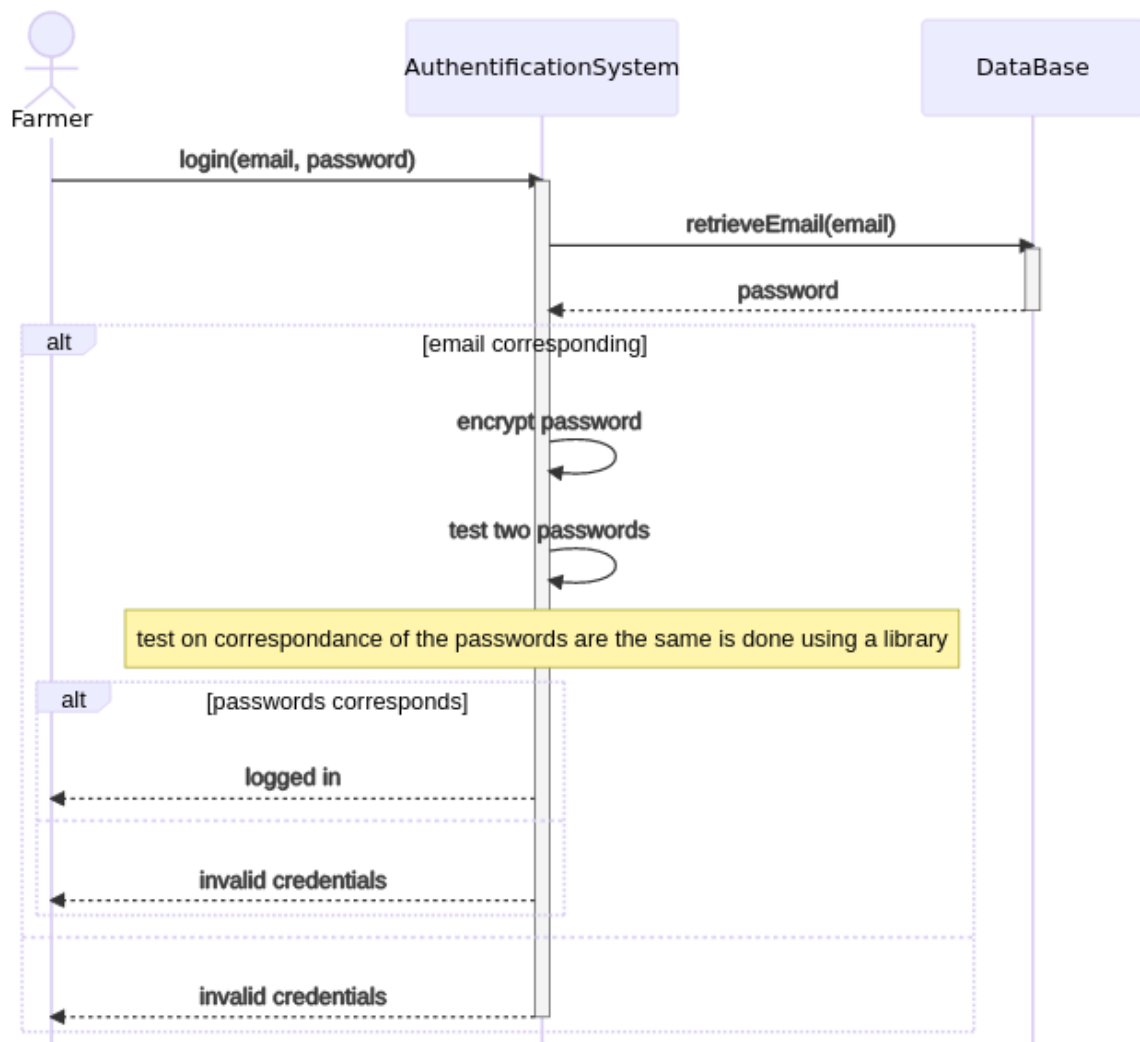 Farmer
AuthentificationSystem
DataBase
login(email, password)
retrieveEmail(email)
password
alt
[email corresponding]
encrypt password
test two passwords
test on correspondance of the passwords are the same is done using a library
alt
[passwords corresponds]
logged in
invalid credentials
invalid credentials